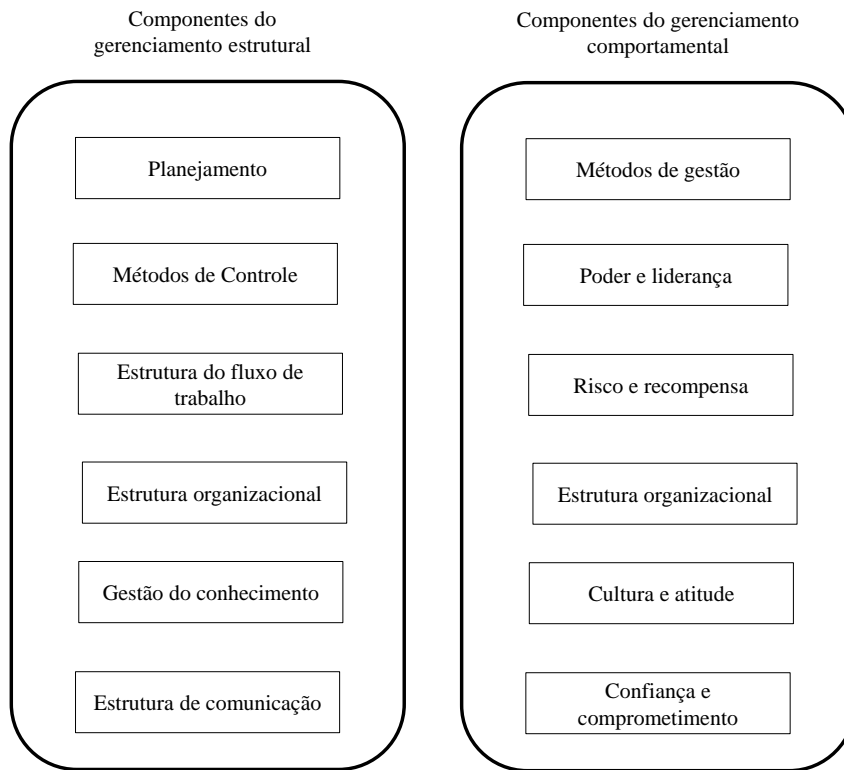 Componentes do
gerenciamento estrutural
Planejamento
Métodos de Controle
Estrutura do fluxo de
trabalho
Estrutura organizacional
Gestão do conhecimento
Estrutura de comunicação
Componentes do gerenciamento
comportamental
Métodos de gestão
Poder e liderança
Risco e recompensa
Estrutura organizacional
Cultura e atitude
Confiança e
comprometimento